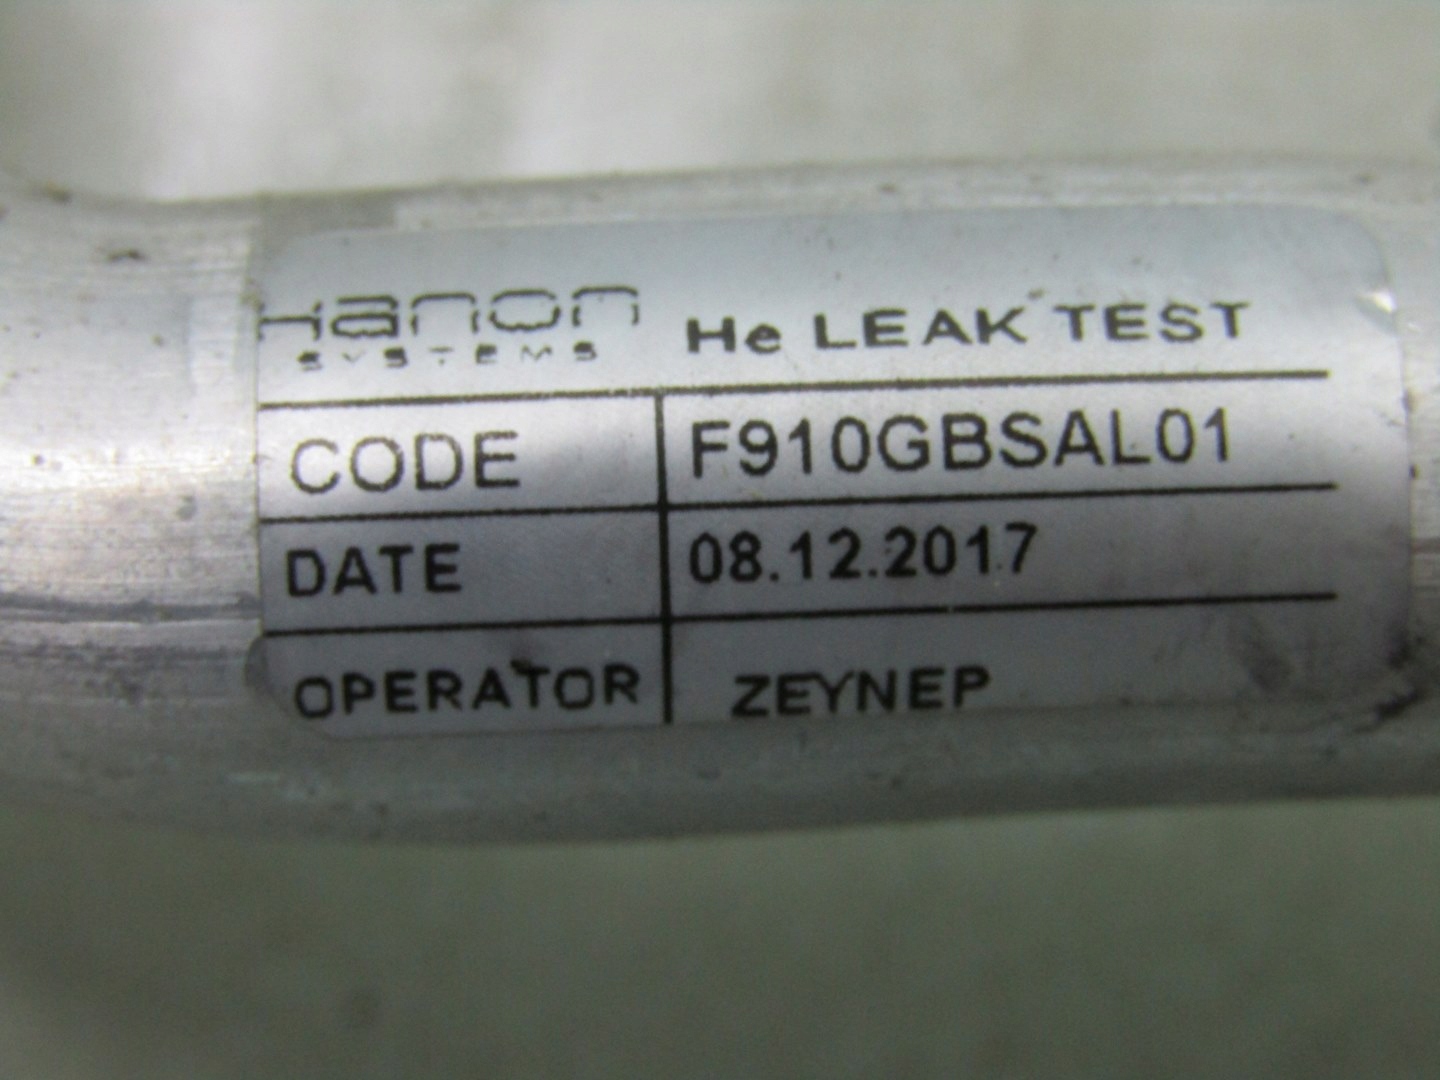 Hanon
SYSTEMS
He LEAK TEST
CODE F910GBSAL01
DATE 08.12.2017
OPERATOR ZEYNEP